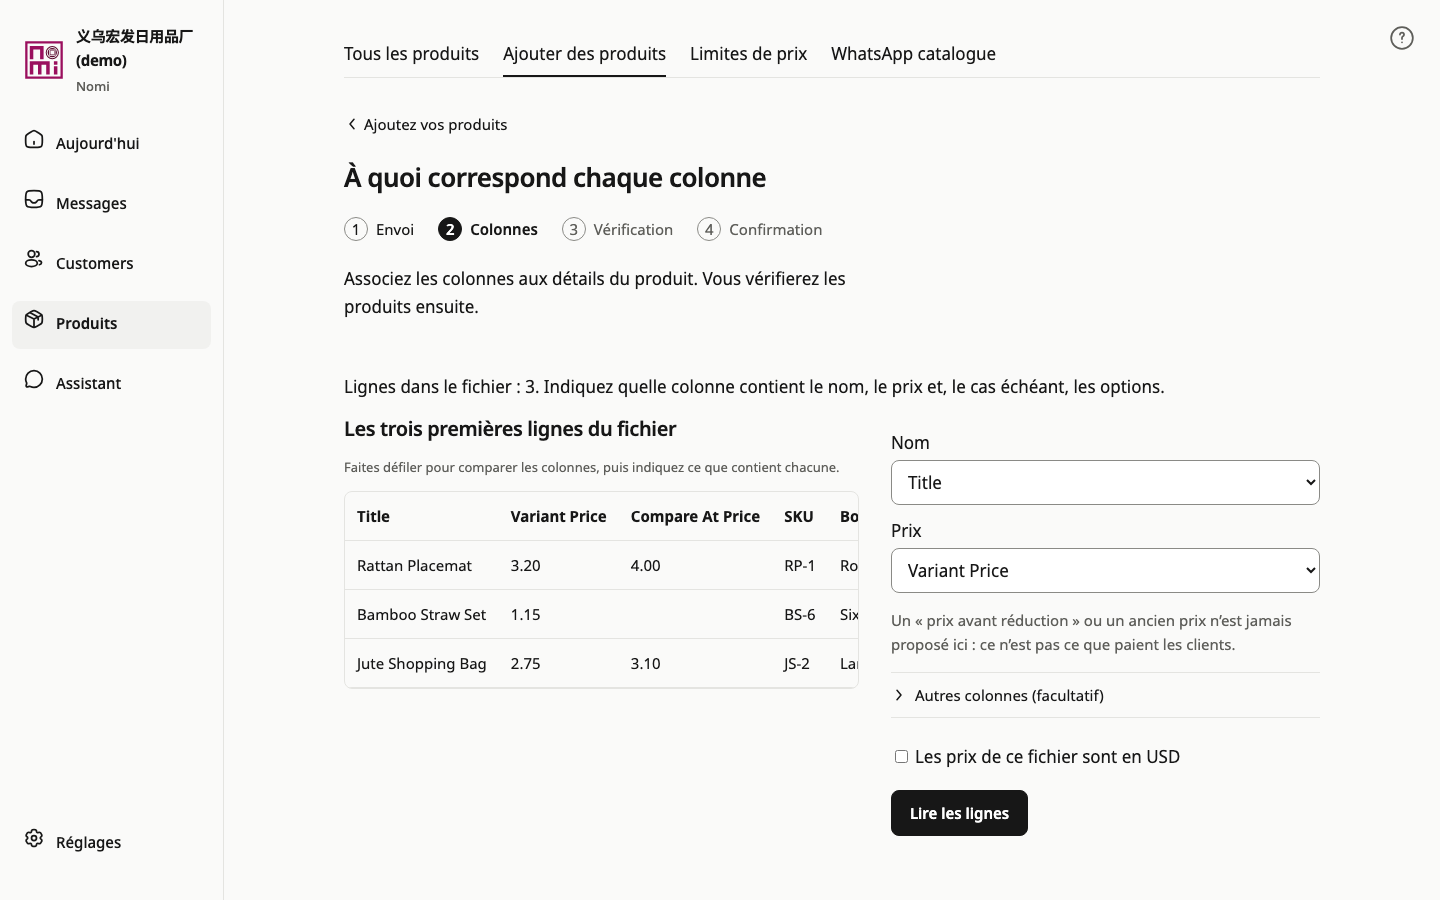 义乌宏发日用品厂
(demo)
Nomi
Aujourd'hui
Messages
Customers
Produits
Assistant
Réglages
Tous les produits
Ajouter des produits
Limites de prix
WhatsApp catalogue
Ajoutez vos produits
À quoi correspond chaque colonne
1 Envoi
2 Colonnes
3 Vérification
4 Confirmation
Associez les colonnes aux détails du produit. Vous vérifierez les
produits ensuite.
Lignes dans le fichier : 3. Indiquez quelle colonne contient le nom, le prix et, le cas échéant, les options.
Les trois premières lignes du fichier
Faites défiler pour comparer les colonnes, puis indiquez ce que contient chacune.
Title Variant Price Compare At Price SKU Bo
Rattan Placemat 3.20 4.00 RP-1 Ro
Bamboo Straw Set 1.15 BS-6 Six
Jute Shopping Bag 2.75 3.10 JS-2
Nom
Title
Prix
Variant Price
Un « prix avant réduction » ou un ancien prix n’est jamais
proposé ici : ce n’est pas ce que paient les clients.
Autres colonnes (facultatif)
Les prix de ce fichier sont en USD
Lire les lignes